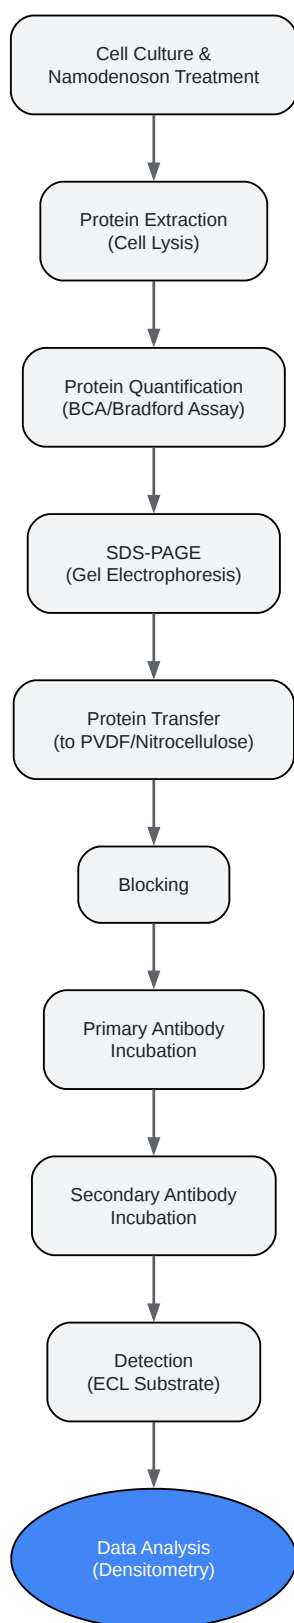 Cell Culture &
Namodenoson Treatment
Protein Extraction
(Cell Lysis)
Protein Quantification
(BCA/Bradford Assay)
SDS-PAGE
(Gel Electrophoresis)
Protein Transfer
(to PVDF/Nitrocellulose)
Blocking
Primary Antibody
Incubation
Secondary Antibody
Incubation
Detection
(ECL Substrate)
Data Analysis
(Densitometry)